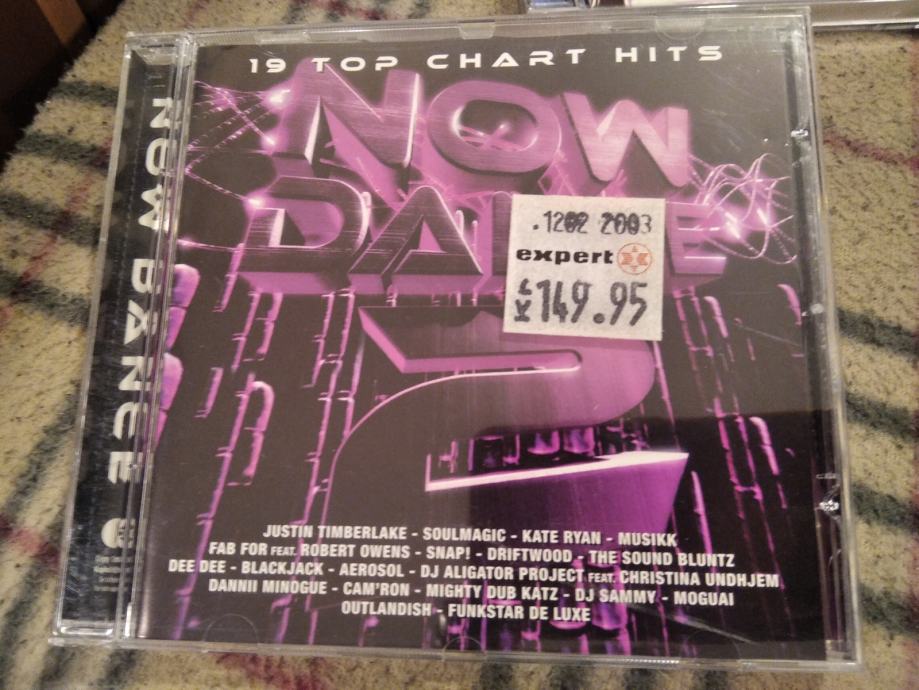 19 TOP CHART HITS
NOW
DANCE
2
.1202 2003
expert
149.95
NOW DANCE
JUSTIN TIMBERLAKE - SOULMAGIC - KATE RYAN - MUSIKK
FAB FOR FEAT. ROBERT OWENS - SNAP! - DRIFTWOOD - THE SOUND BLUNTZ
DEE DEE - BLACKJACK - AEROSOL - DJ ALIGATOR PROJECT FEAT. CHRISTINA UNDHJEM
DANNII MINOGUE - CAM'RON - MIGHTY DUB KATZ - DJ SAMMY - MOGUAI
OUTLANDISH - FUNKSTAR DE LUXE